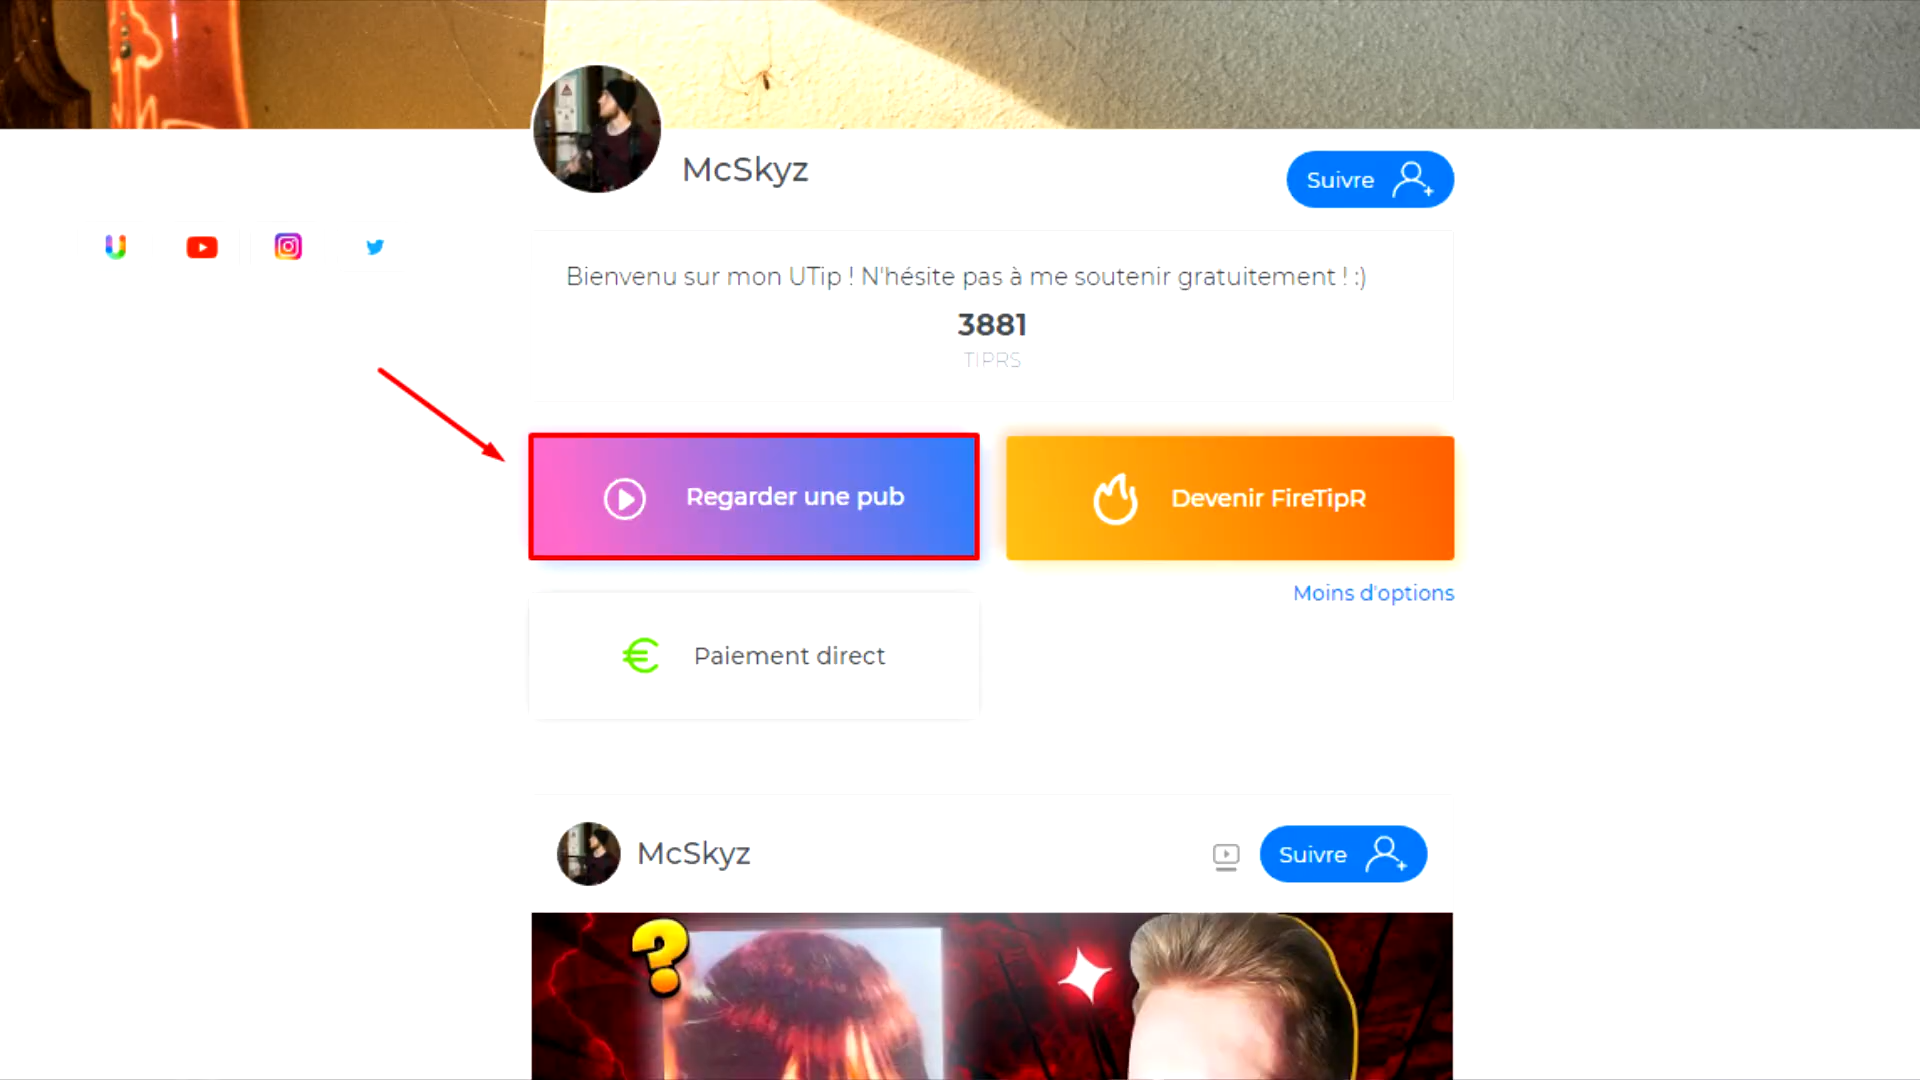 McSkyz
Suivre
Bienvenu sur mon UTip ! N'hésite pas à me soutenir gratuitement ! :)
3881
TIPRS
Regarder une pub
Devenir FireTipR
Moins d'options
€ Paiement direct
McSkyz
Suivre
?